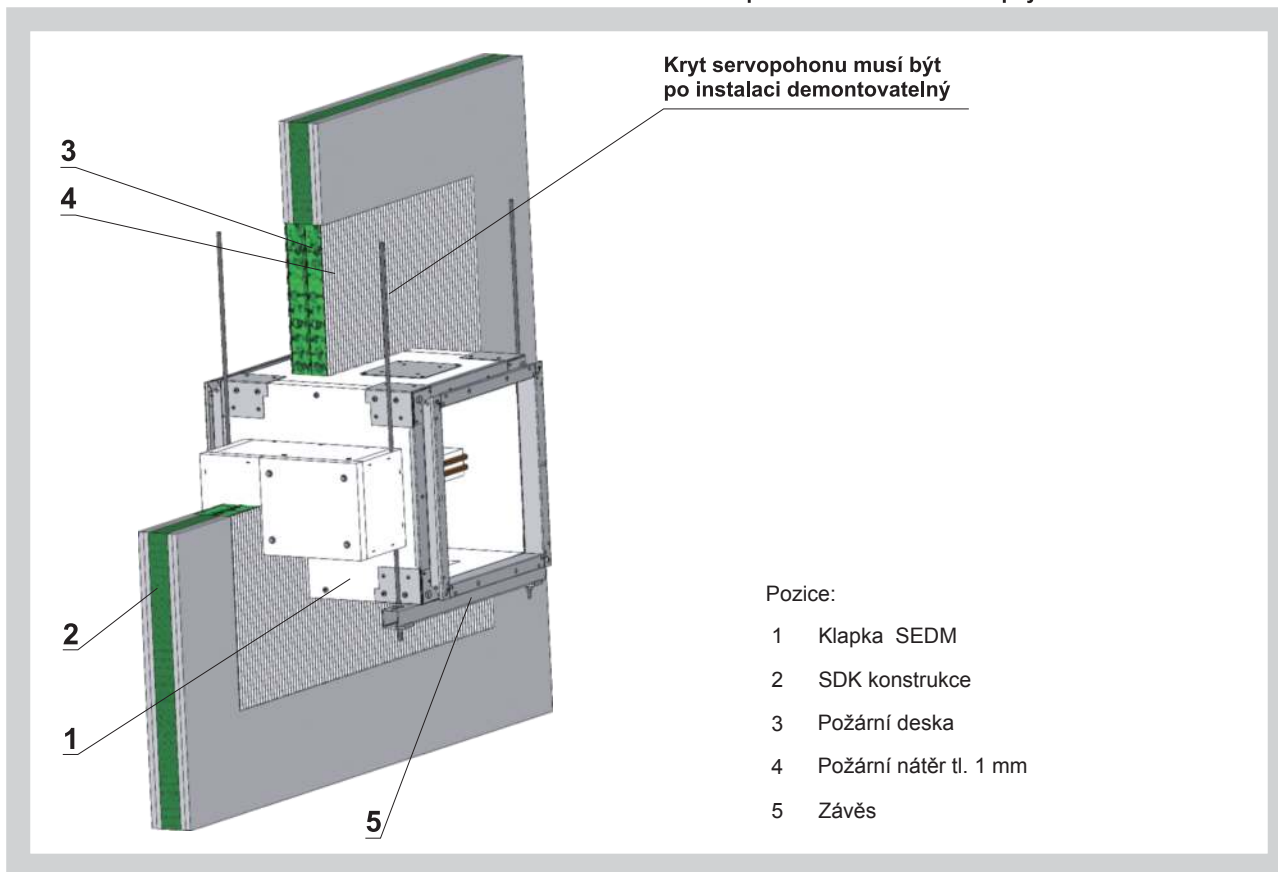 Kryt servopohonu musí být
po instalaci demontovatelný
3
4
2
1
5
Pozice:
1 Klapka SEDM
2 SDK konstrukce
3 Požární deska
4 Požární nátěr tl. 1 mm
5 Závěs